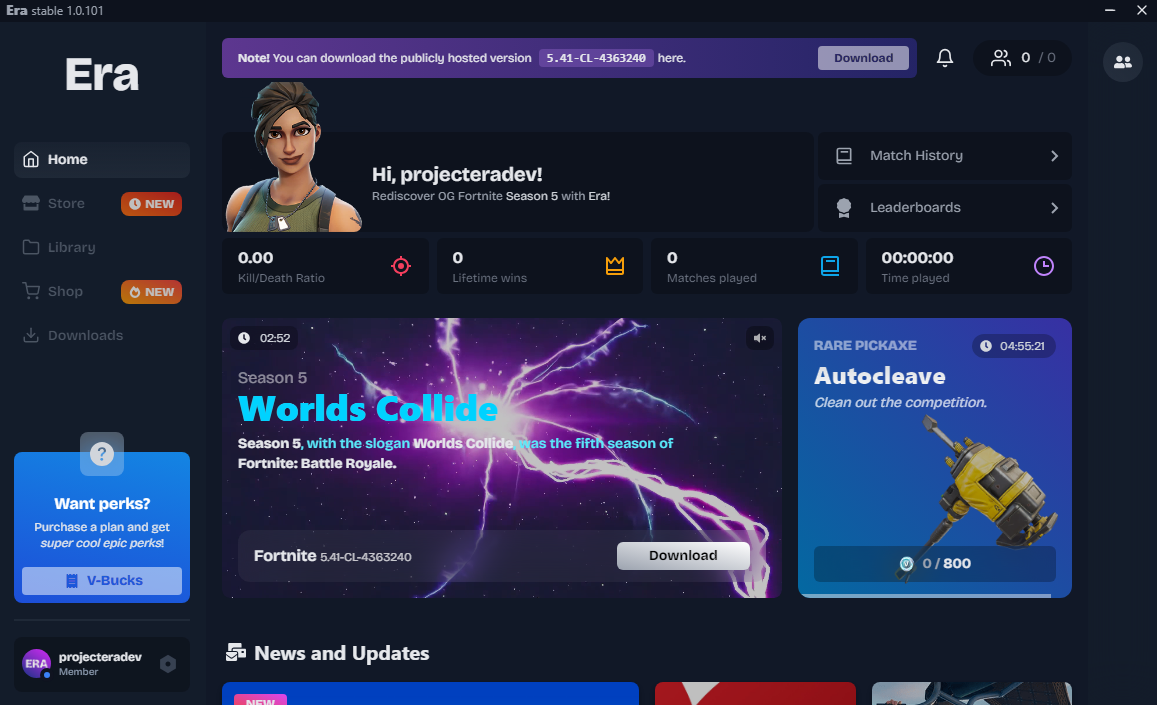 Era stable 1.0.101
Era
Home
Store
NEW
Library
Shop
NEW
Downloads
?
Want perks?
Purchase a plan and get
super cool epic perks!
V-Bucks
ERA
projecteradev
Member
Note! You can download the publicly hosted version 5.41-CL-4363240 here.
Download
0 / 0
Hi, projecteradev!
Rediscover OG Fortnite Season 5 with Era!
Match History
Leaderboards
0.00
Kill/Death Ratio
0
Lifetime wins
0
Matches played
00:00:00
Time played
02:52
Season 5
Worlds Collide
Season 5, with the slogan Worlds Collide, was the fifth season of
Fortnite: Battle Royale.
Fortnite 5.41-CL-4363240
Download
RARE PICKAXE
04:55:21
Autocleave
Clean out the competition.
0 / 800
News and Updates
NEW